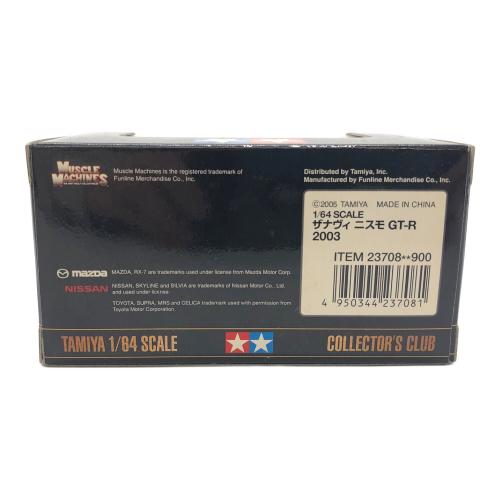 MUSCLE MACHINES
Muscle Machines is the registered trademark of
Funline Merchandise Co., Inc.
Distributed by Tamiya, Inc.
Manufactured by Funline Merchandise Co., Inc.
©2005 TAMIYA MADE IN CHINA
1/64 SCALE
ザナヴィ ニスモ GT-R
2003
ITEM 23708**900
4 950344 237081
mazda
MAZDA, RX-7 are trademarks used under license from Mazda Motor Corp.
NISSAN
NISSAN, SKYLINE and SILVIA are trademarks of Nissan Motor Co., Ltd.
and used under license.
TOYOTA, SUPRA, MRS and CELICA trademark used with permission from
Toyota Motor Corporation.
TAMIYA 1/64 SCALE
COLLECTOR'S CLUB